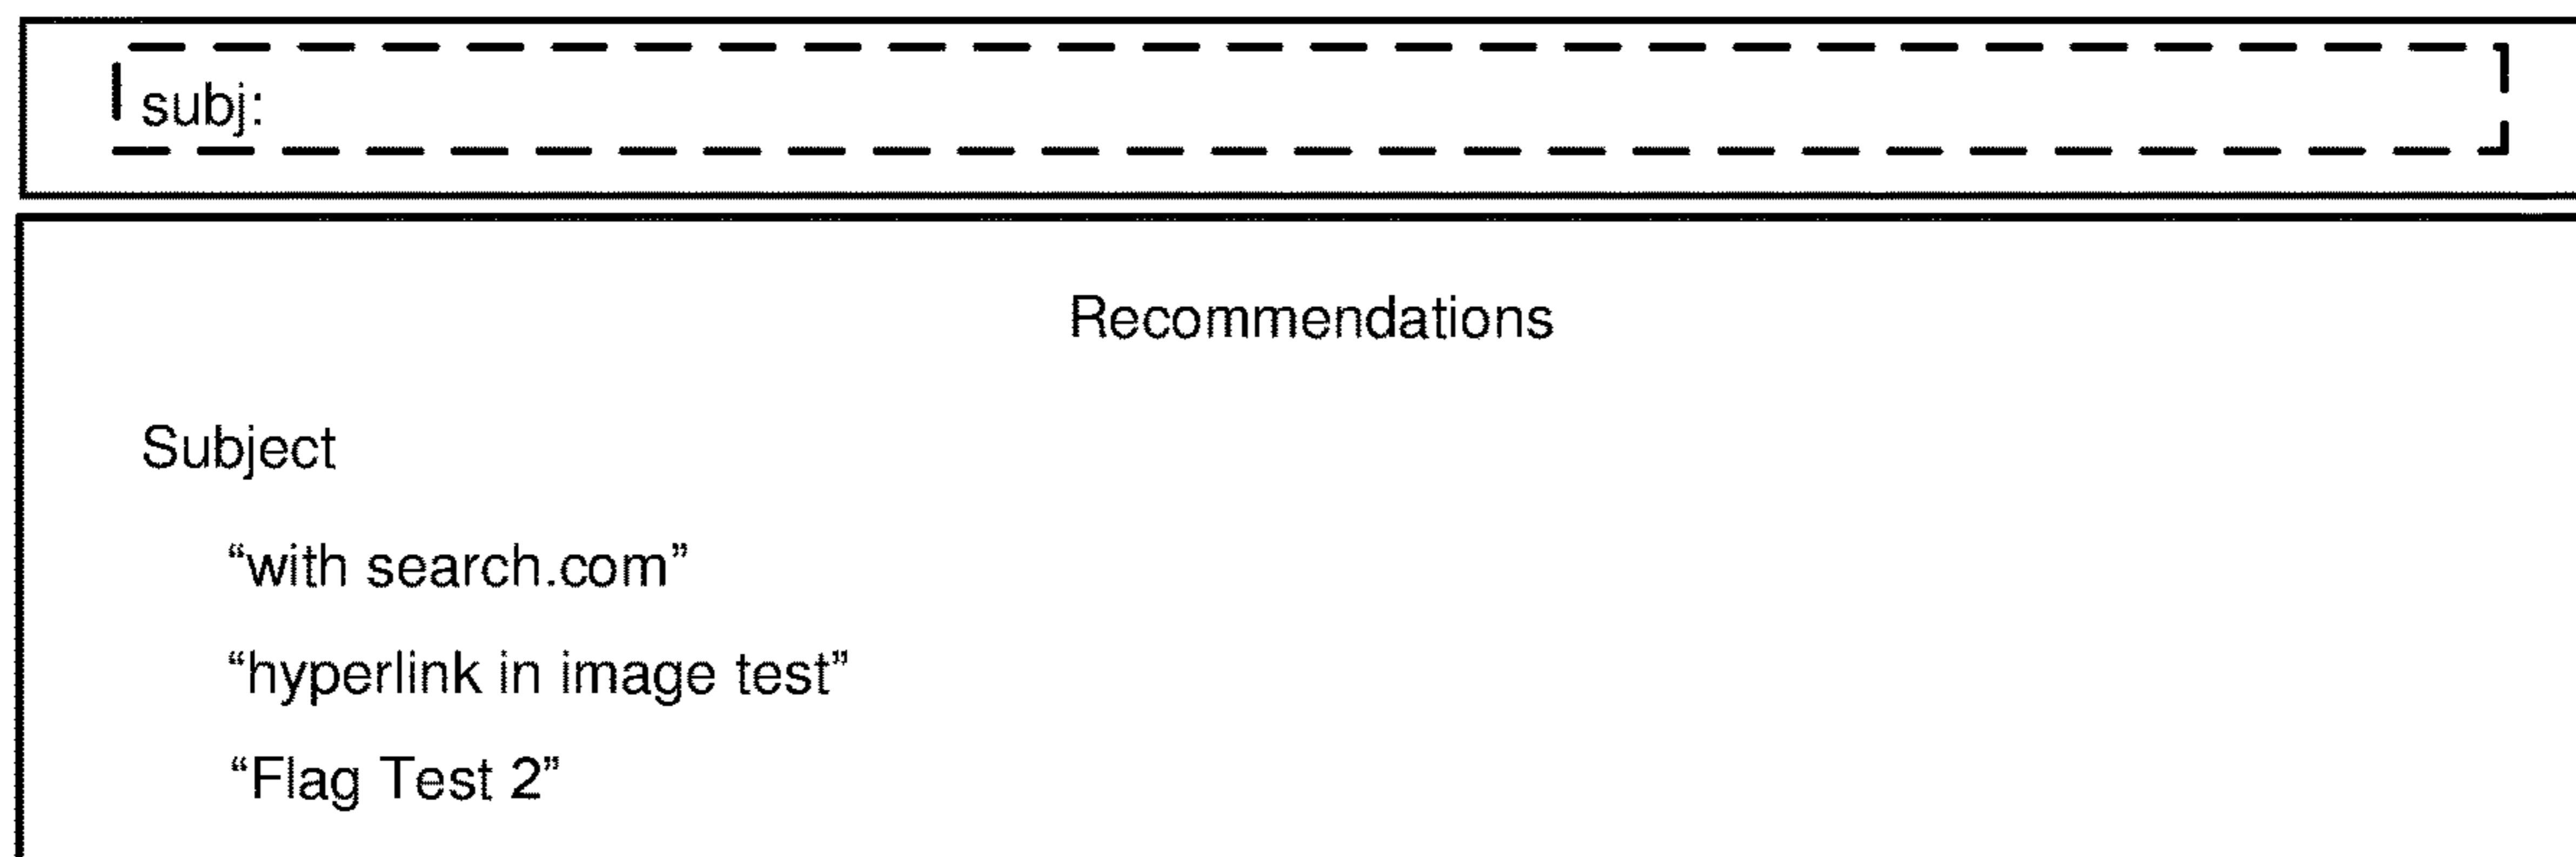 subj:
Recommendations
Subject
“with search.com”
“hyperlink in image test”
“Flag Test 2”